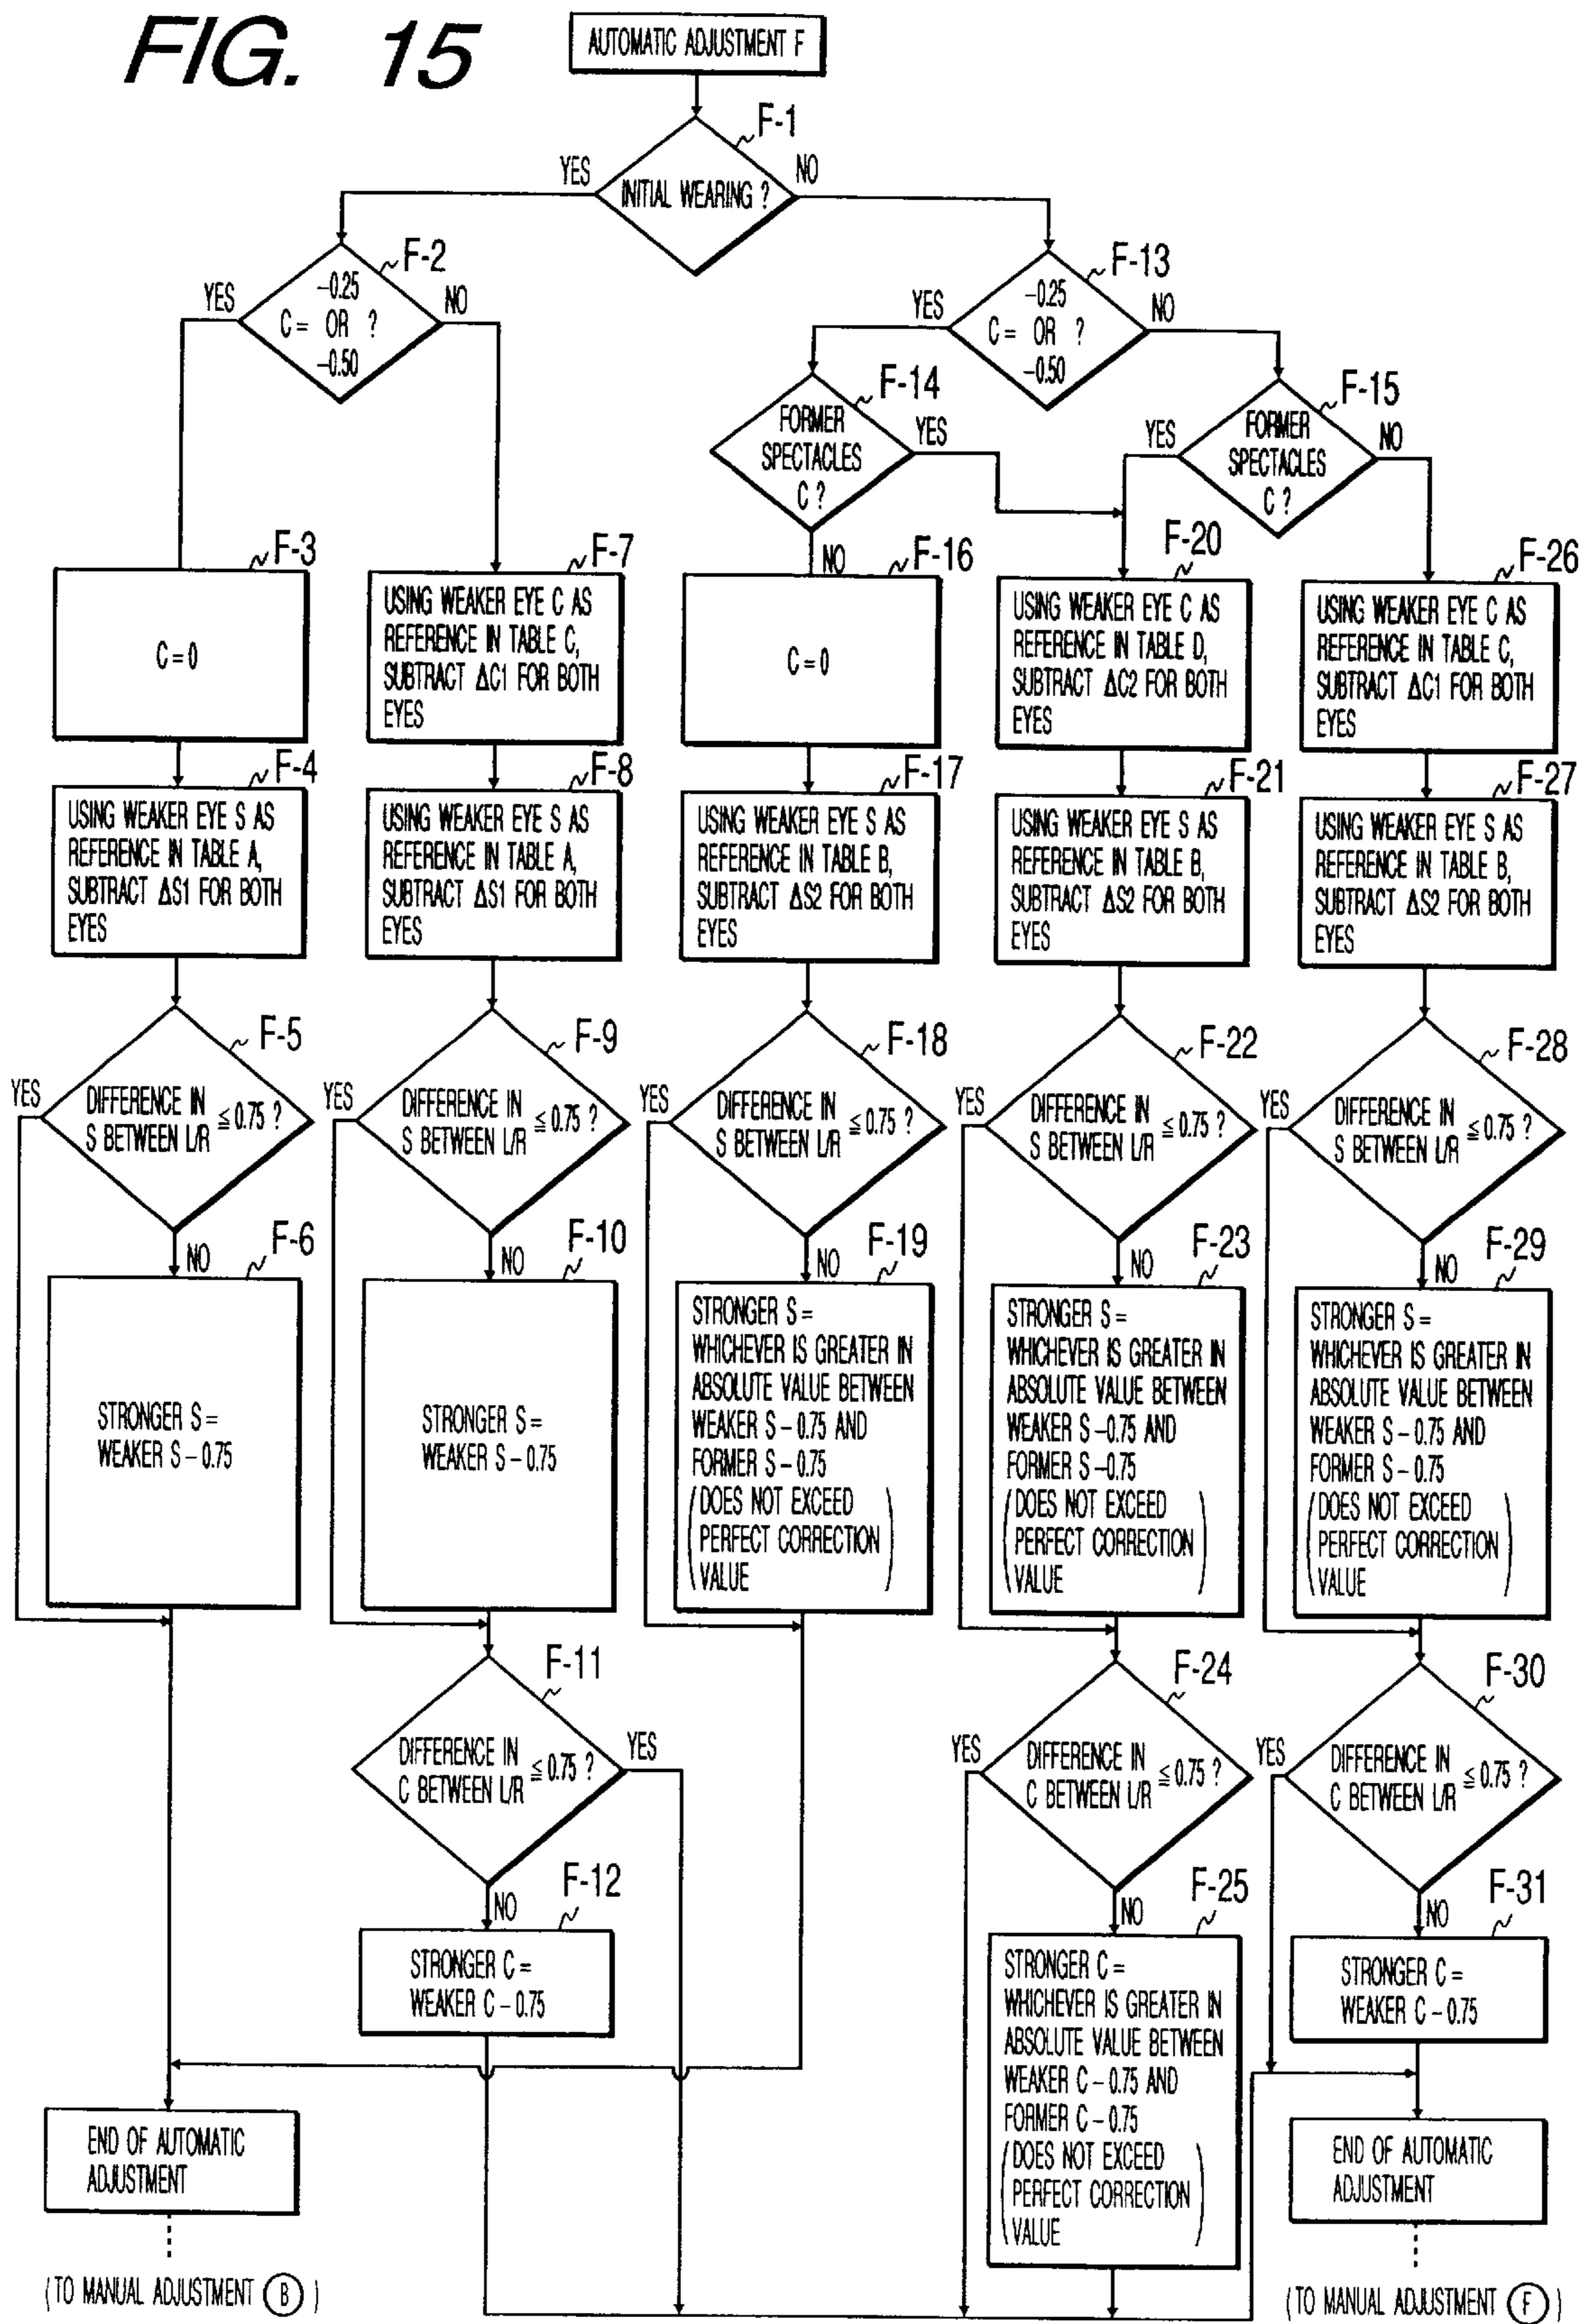 FIG. 15
AUTOMATIC ADJUSTMENT F
F-1
YES
NO
INITIAL WEARING ?
F-2
YES
NO
-0.25
C = OR ?
-0.50
F-13
YES
NO
-0.25
C = OR ?
-0.50
F-14
FORMER
SPECTACLES
C ?
YES
NO
F-15
YES
NO
FORMER
SPECTACLES
C ?
F-3
C = 0
F-7
USING WEAKER EYE C AS
REFERENCE IN TABLE C,
SUBTRACT ΔC1 FOR BOTH
EYES
F-16
C = 0
F-20
USING WEAKER EYE C AS
REFERENCE IN TABLE D,
SUBTRACT ΔC2 FOR BOTH
EYES
F-26
USING WEAKER EYE C AS
REFERENCE IN TABLE C,
SUBTRACT ΔC1 FOR BOTH
EYES
F-4
USING WEAKER EYE S AS
REFERENCE IN TABLE A,
SUBTRACT ΔS1 FOR BOTH
EYES
F-8
USING WEAKER EYE S AS
REFERENCE IN TABLE A,
SUBTRACT ΔS1 FOR BOTH
EYES
F-17
USING WEAKER EYE S AS
REFERENCE IN TABLE B,
SUBTRACT ΔS2 FOR BOTH
EYES
F-21
USING WEAKER EYE S AS
REFERENCE IN TABLE B,
SUBTRACT ΔS2 FOR BOTH
EYES
F-27
USING WEAKER EYE S AS
REFERENCE IN TABLE B,
SUBTRACT ΔS2 FOR BOTH
EYES
F-5
YES
DIFFERENCE IN
S BETWEEN L/R ≦ 0.75 ?
NO
F-9
YES
DIFFERENCE IN
S BETWEEN L/R ≦ 0.75 ?
NO
F-18
YES
DIFFERENCE IN
S BETWEEN L/R ≦ 0.75 ?
NO
F-22
YES
DIFFERENCE IN
S BETWEEN L/R ≦ 0.75 ?
NO
F-28
YES
DIFFERENCE IN
S BETWEEN L/R ≦ 0.75 ?
NO
F-6
STRONGER S =
WEAKER S - 0.75
F-10
STRONGER S =
WEAKER S - 0.75
F-19
STRONGER S =
WHICHEVER IS GREATER IN
ABSOLUTE VALUE BETWEEN
WEAKER S - 0.75 AND
FORMER S - 0.75
(DOES NOT EXCEED
PERFECT CORRECTION
VALUE)
F-23
STRONGER S =
WHICHEVER IS GREATER IN
ABSOLUTE VALUE BETWEEN
WEAKER S -0.75 AND
FORMER S -0.75
(DOES NOT EXCEED
PERFECT CORRECTION
VALUE)
F-29
STRONGER S =
WHICHEVER IS GREATER IN
ABSOLUTE VALUE BETWEEN
WEAKER S - 0.75 AND
FORMER S - 0.75
(DOES NOT EXCEED
PERFECT CORRECTION
VALUE)
F-11
DIFFERENCE IN
C BETWEEN L/R ≦ 0.75 ?
YES
NO
F-24
YES
DIFFERENCE IN
C BETWEEN L/R ≦ 0.75 ?
NO
F-30
YES
DIFFERENCE IN
C BETWEEN L/R ≦ 0.75 ?
NO
F-12
STRONGER C =
WEAKER C - 0.75
F-25
STRONGER C =
WHICHEVER IS GREATER IN
ABSOLUTE VALUE BETWEEN
WEAKER C - 0.75 AND
FORMER C - 0.75
(DOES NOT EXCEED
PERFECT CORRECTION
VALUE)
F-31
STRONGER C =
WEAKER C - 0.75
END OF AUTOMATIC
ADJUSTMENT
(TO MANUAL ADJUSTMENT B)
END OF AUTOMATIC
ADJUSTMENT
(TO MANUAL ADJUSTMENT F)